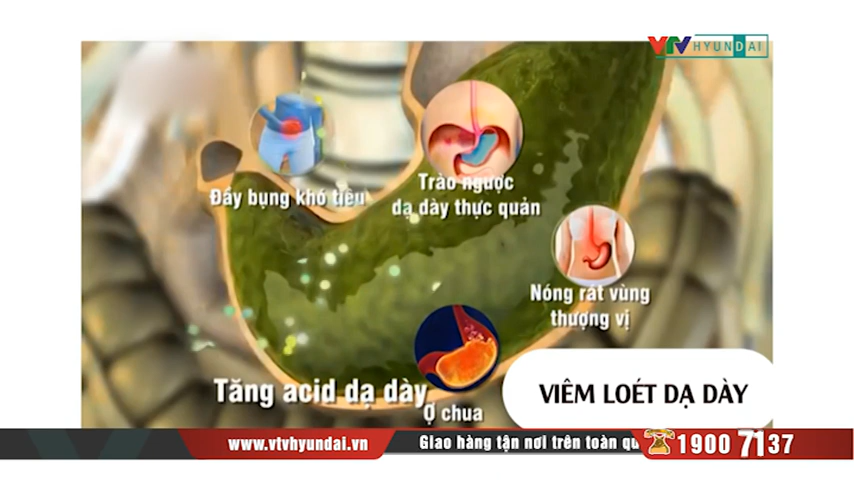 VTV HYUNDAI
Đầy bụng khó tiêu
Trào ngược
dạ dày thực quản
Nóng rát vùng
thượng vị
Tăng acid dạ dày
Ợ chua
VIÊM LOÉT DẠ DÀY
www.vtvhyundai.vn
Giao hàng tận nơi trên toàn qu
1900 7137